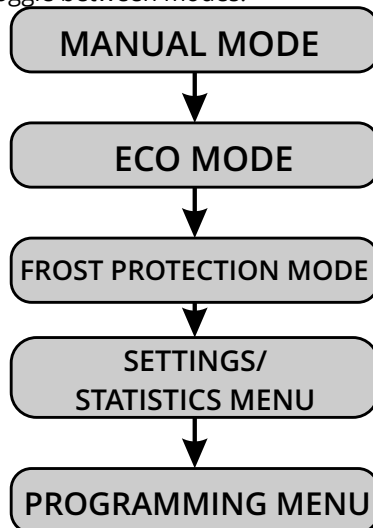 between modes.
MANUAL MODE
ECO MODE
FROST PROTECTION MODE
SETTINGS/
STATISTICS MENU
PROGRAMMING MENU